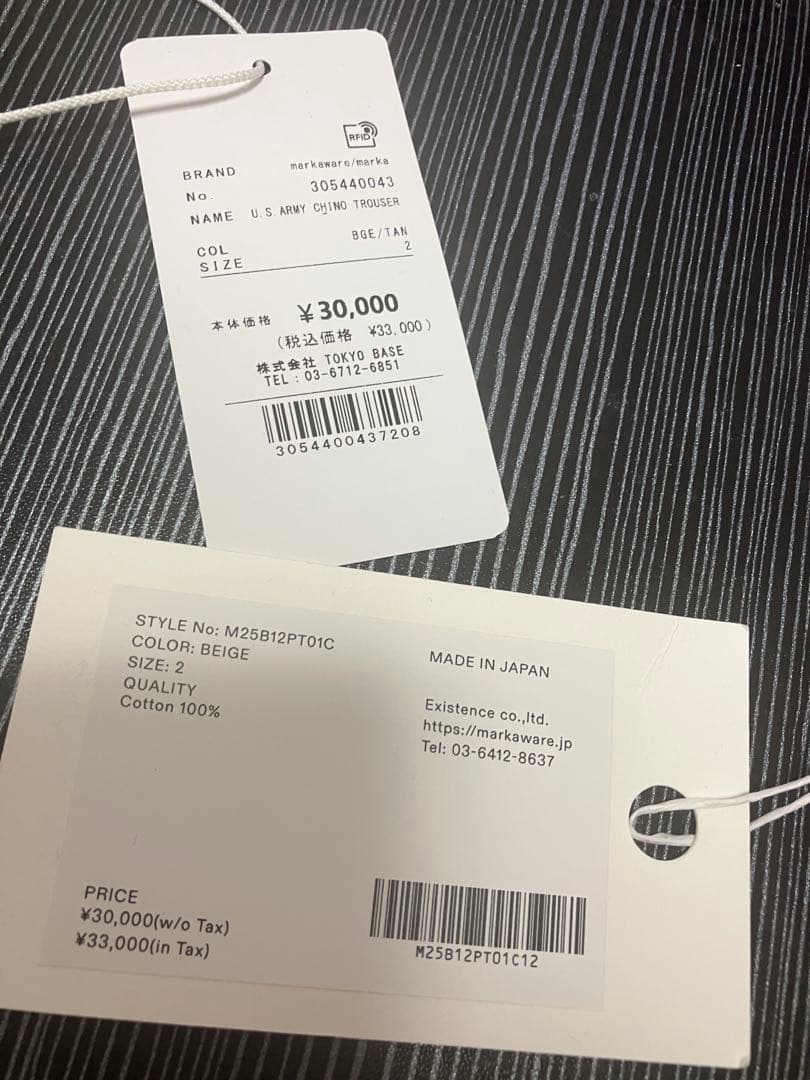 RFID
BRAND markaware/marka
No. 305440043
NAME U.S.ARMY CHINO TROUSER
COL BGE/TAN
SIZE 2
本体価格 ¥30,000
(税込価格 ¥33,000)
株式会社 TOKYO BASE
TEL : 03-6712-6851
3054400437208
STYLE No: M25B12PT01C
COLOR: BEIGE
SIZE: 2
QUALITY
Cotton 100%
MADE IN JAPAN
Existence co.,ltd.
https://markaware.jp
Tel: 03-6412-8637
PRICE
¥30,000(w/o Tax)
¥33,000(in Tax)
M25B12PT01C12